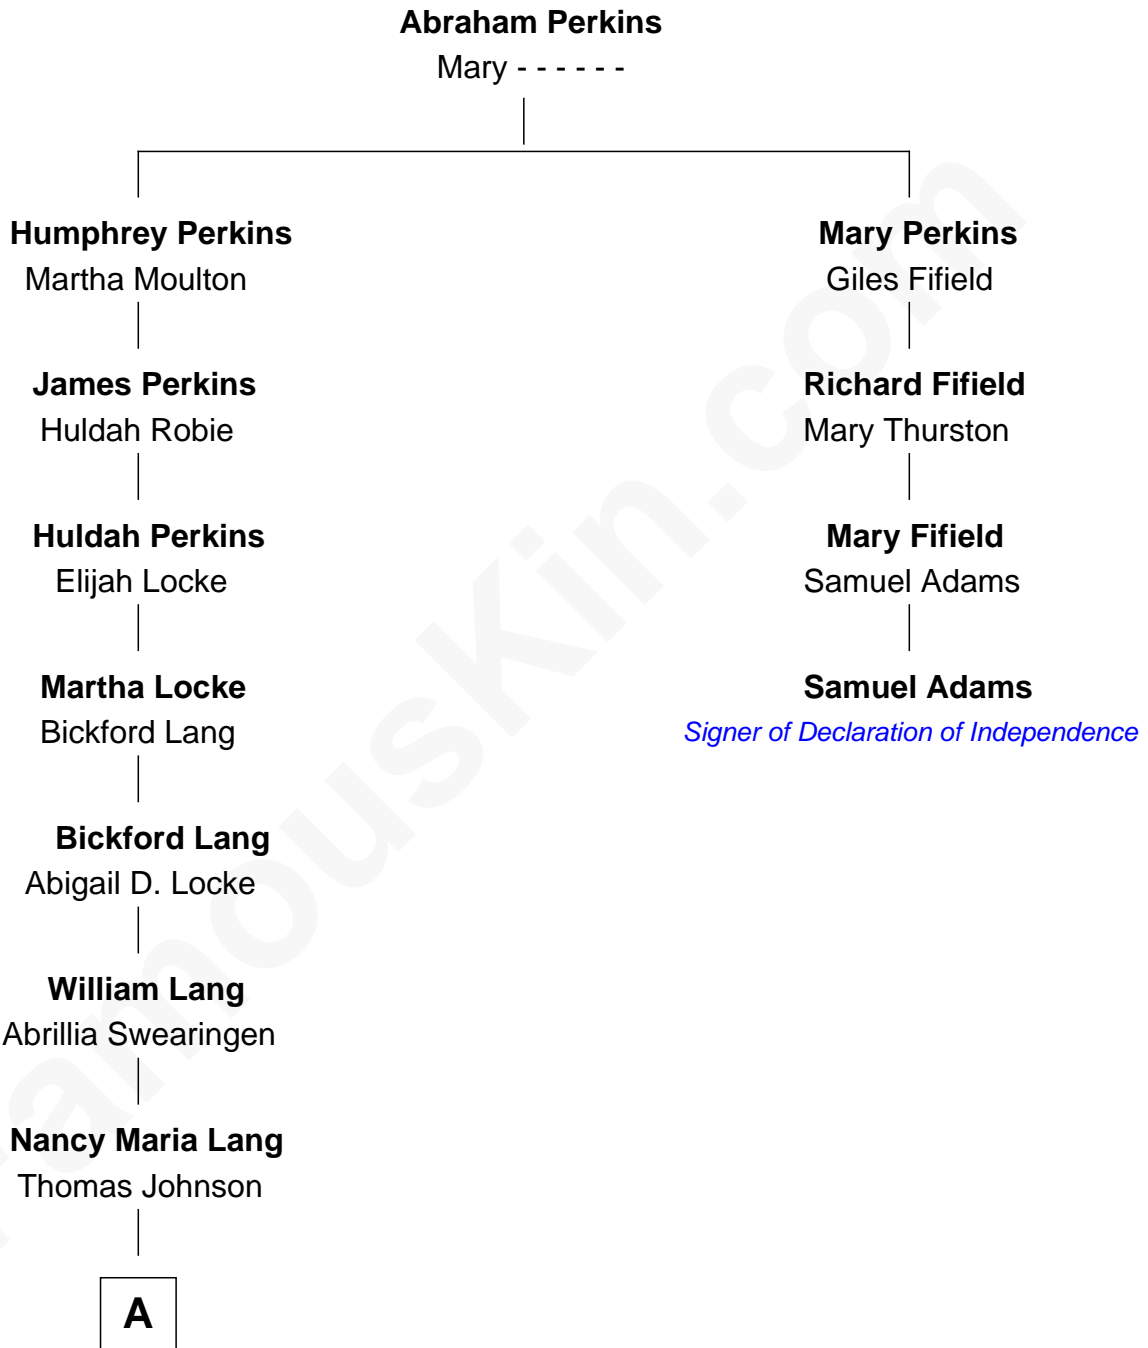 Abraham Perkins
Mary - - - - - -
Humphrey Perkins
Martha Moulton
Mary Perkins
Giles Fifield
James Perkins
Huldah Robie
Richard Fifield
Mary Thurston
Huldah Perkins
Elijah Locke
Mary Fifield
Samuel Adams
Martha Locke
Bickford Lang
Samuel Adams
Signer of Declaration of Independence
Bickford Lang
Abigail D. Locke
William Lang
Abrillia Swearingen
Nancy Maria Lang
Thomas Johnson
A
FamousKin.com